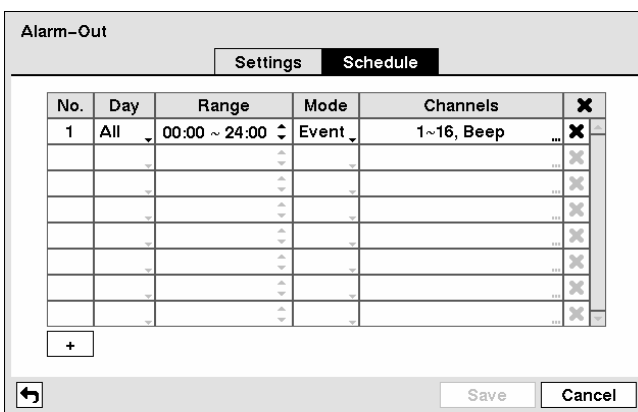 Alarm-Out
Settings Schedule
No. Day Range Mode Channels ✖
1 All 00:00 ~ 24:00 Event 1~16, Beep ... ✖
+
Save Cancel